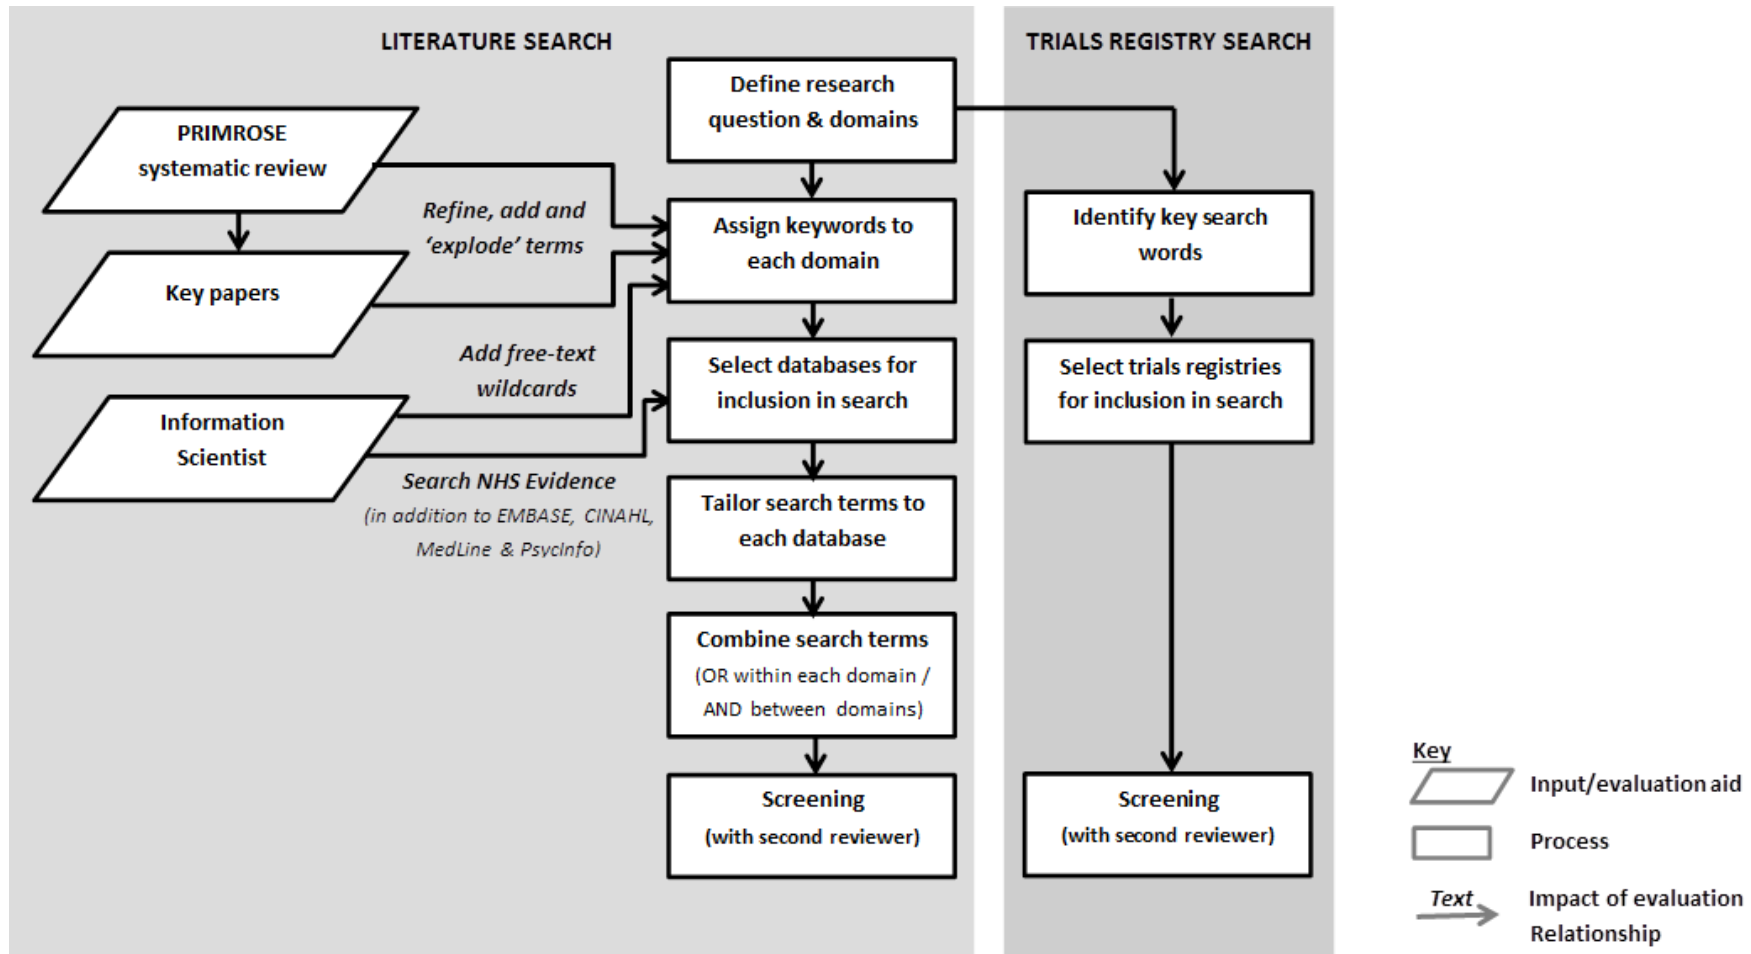 LITERATURE SEARCH
Define research
question & domains
PRIMROSE
systematic review
Refine, add and
‘explode’ terms
Assign keywords to
each domain
Key papers
Add free-text
wildcards
Select databases for
inclusion in search
Information
Scientist
Search NHS Evidence
(in addition to EMBASE, CINAHL,
MedLine & PsycInfo)
Tailor search terms to
each database
Combine search terms
(OR within each domain /
AND between domains)
Screening
(with second reviewer)
TRIALS REGISTRY SEARCH
Identify key search
words
Select trials registries
for inclusion in search
Screening
(with second reviewer)
Key
Input/evaluation aid
Process
Text
Impact of evaluation
Relationship